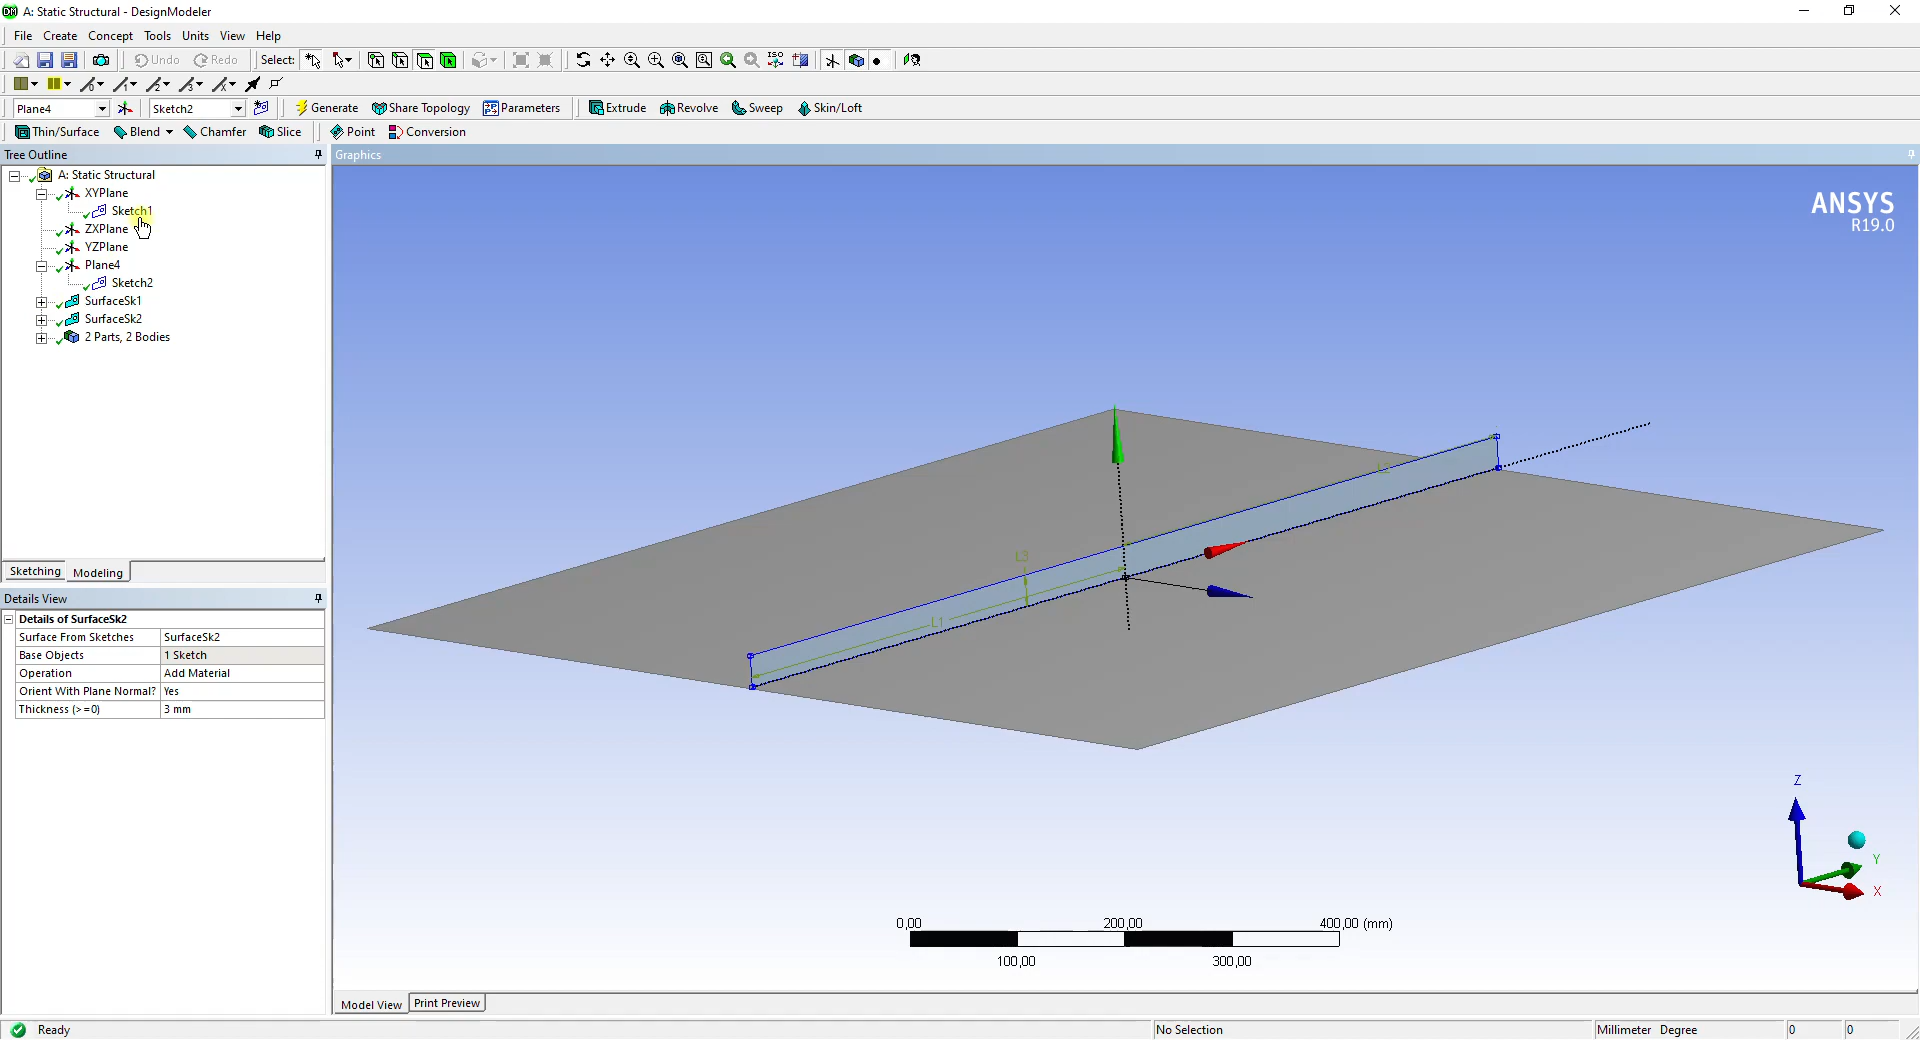 A: Static Structural - DesignModeler
File Create Concept Tools Units View Help
Undo Redo Select: ISO
Plane4 Sketch2 Generate Share Topology Parameters Extrude Revolve Sweep Skin/Loft
Thin/Surface Blend Chamfer Slice Point Conversion
Tree Outline
Graphics
A: Static Structural
XYPlane
Sketch1
ZXPlane
YZPlane
Plane4
Sketch2
SurfaceSk1
SurfaceSk2
2 Parts, 2 Bodies
Sketching Modeling
Details View
Details of SurfaceSk2
Surface From Sketches SurfaceSk2
Base Objects 1 Sketch
Operation Add Material
Orient With Plane Normal? Yes
Thickness (>=0) 3 mm
ANSYS
R19.0
L3
L1
Z
Y
X
0,00 200,00 400,00 (mm)
100,00 300,00
Model View Print Preview
Ready No Selection Millimeter Degree 0 0